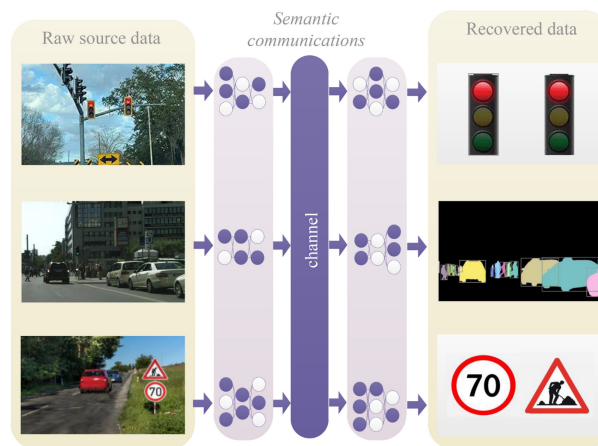 Raw source data
Semantic
communications
Recovered data
channel
70
70